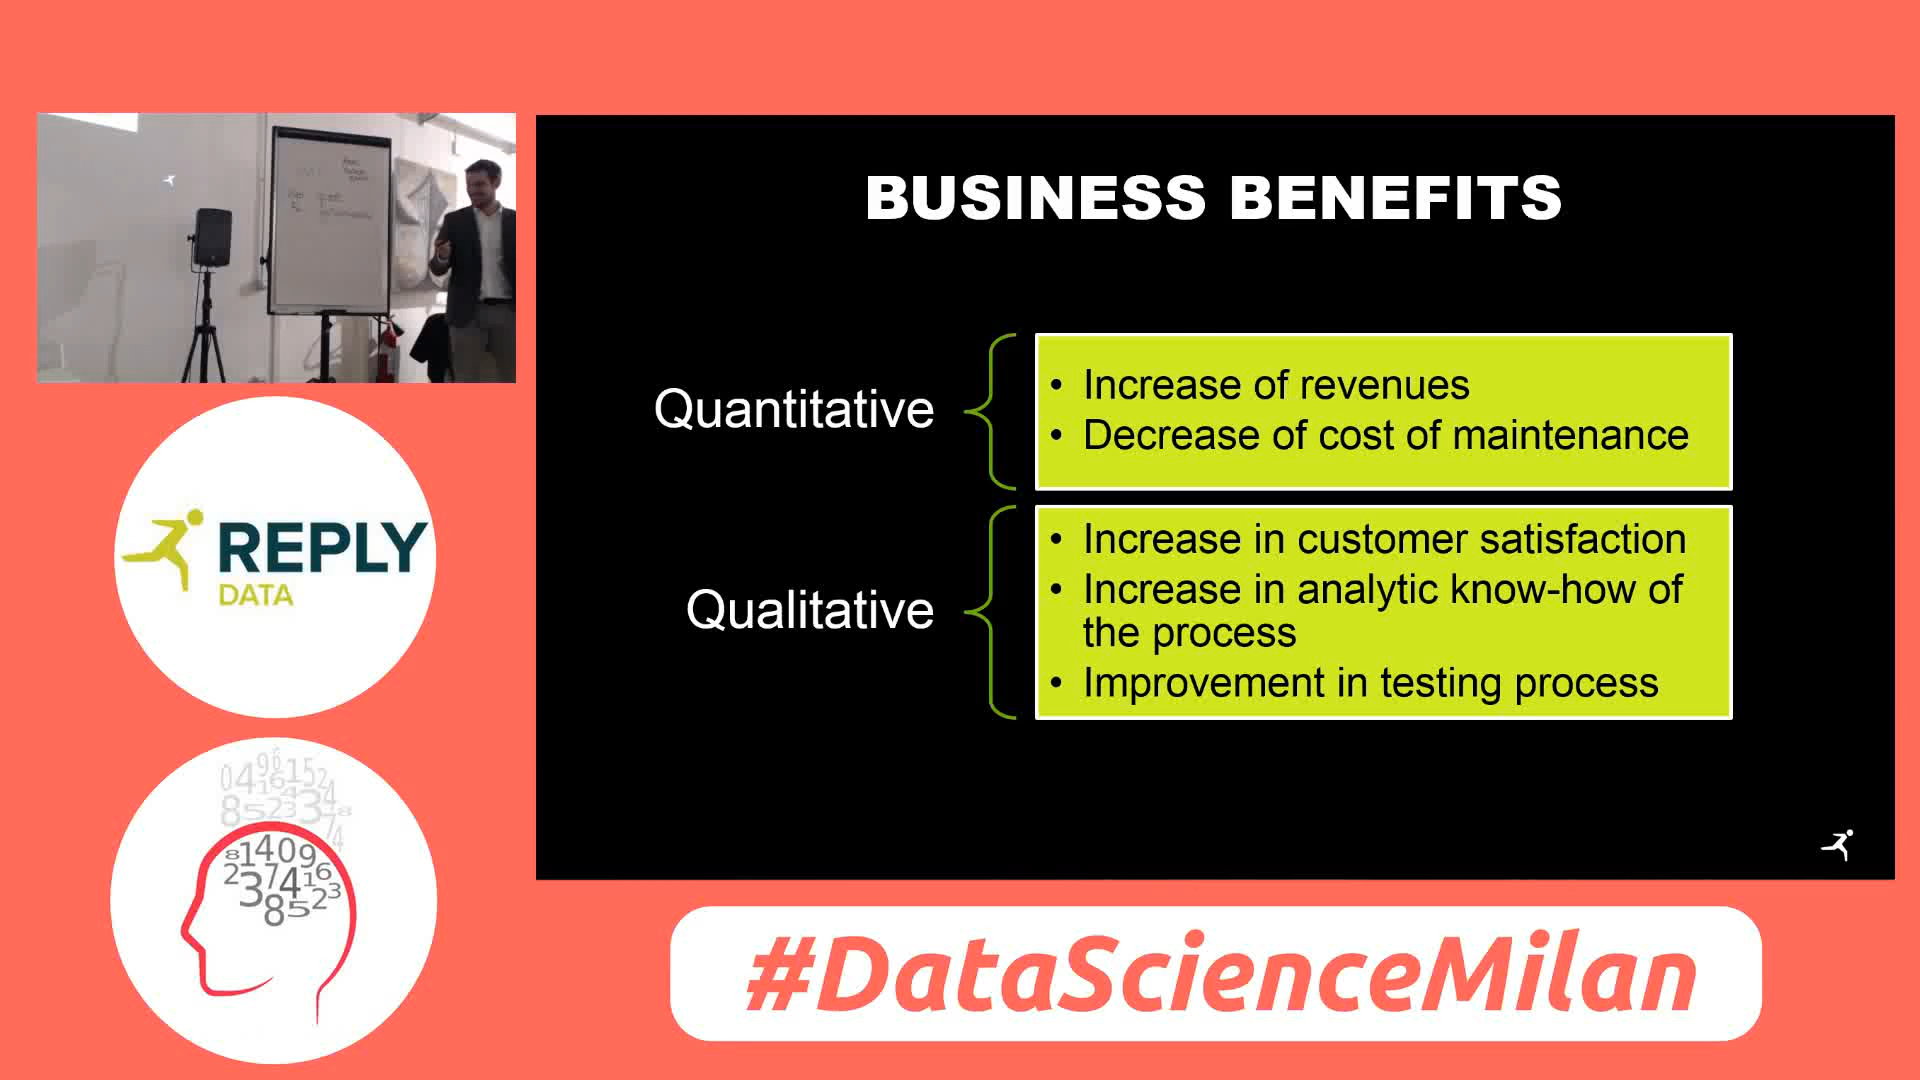 BUSINESS BENEFITS
Quantitative
• Increase of revenues
• Decrease of cost of maintenance
Qualitative
• Increase in customer satisfaction
• Increase in analytic know-how of
the process
• Improvement in testing process
REPLY
DATA
#DataScienceMilan